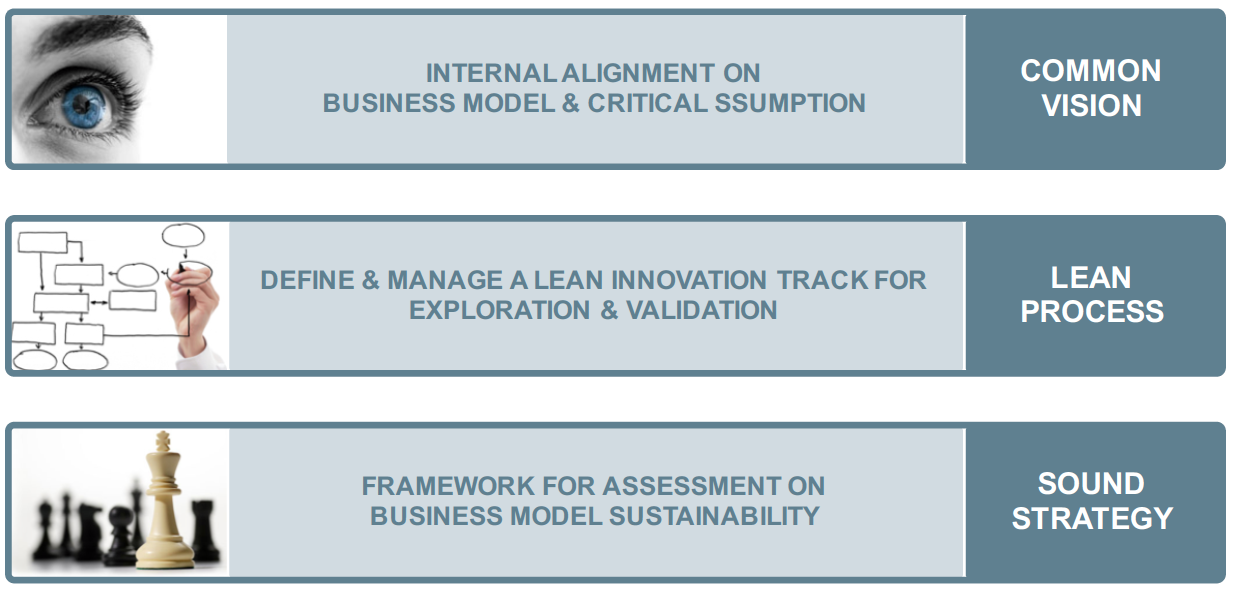 INTERNAL ALIGNMENT ON
BUSINESS MODEL & CRITICAL SSUMPTION
COMMON
VISION
DEFINE & MANAGE A LEAN INNOVATION TRACK FOR
EXPLORATION & VALIDATION
LEAN
PROCESS
FRAMEWORK FOR ASSESSMENT ON
BUSINESS MODEL SUSTAINABILITY
SOUND
STRATEGY